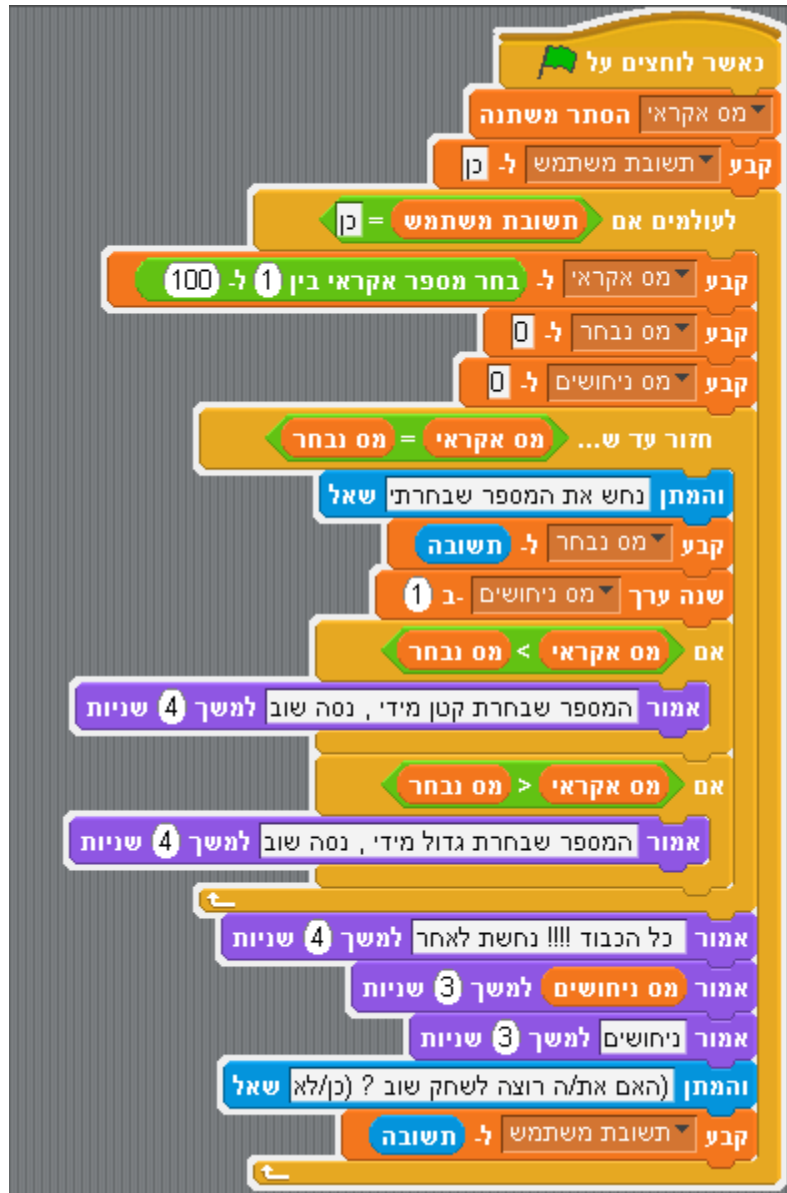 כאשר לוחצים על
מס אקראי הסתר משתנה
קבע תשובת משתמש ל- כן
לעולמים אם תשובת משתמש = כן
קבע מס אקראי ל- בחר מספר אקראי בין 1 ל- 100
קבע מס נבחר ל- 0
קבע מס ניחושים ל- 0
חזור עד ש... מס אקראי = מס נבחר
והמתן נחש את המספר שבחרתי שאל
קבע מס נבחר ל- תשובה
שנה ערך מס ניחושים -ב 1
אם מס אקראי > מס נבחר
אמור המספר שבחרת קטן מידי , נסה שוב למשך 4 שניות
אם מס אקראי < מס נבחר
אמור המספר שבחרת גדול מידי , נסה שוב למשך 4 שניות
אמור כל הכבוד !!!! נחשת לאחר למשך 4 שניות
אמור מס ניחושים למשך 3 שניות
אמור ניחושים למשך 3 שניות
והמתן (האם את/ה רוצה לשחק שוב ? (כן/לא שאל
קבע תשובת משתמש ל- תשובה